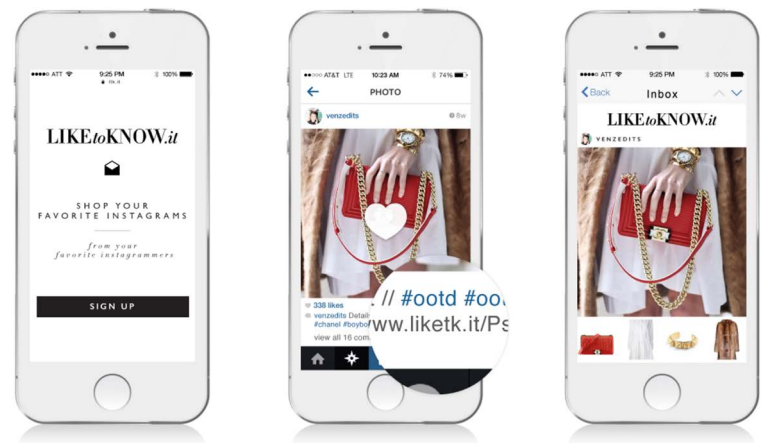 ATT 9:25 PM 100%
LIKEtoKNOW.it
SHOP YOUR
FAVORITE INSTAGRAMS
from your
favorite instagrammers
SIGN UP
AT&T LTE 10:23 AM 74%
PHOTO
venzedits 8w
338 likes
venzedits Detail
#chanel #boybo
view all 16 com
// #ootd #oo
www.liketk.it/Ps
ATT 9:25 PM 100%
Back Inbox
LIKEtoKNOW.it
VENZEDITS